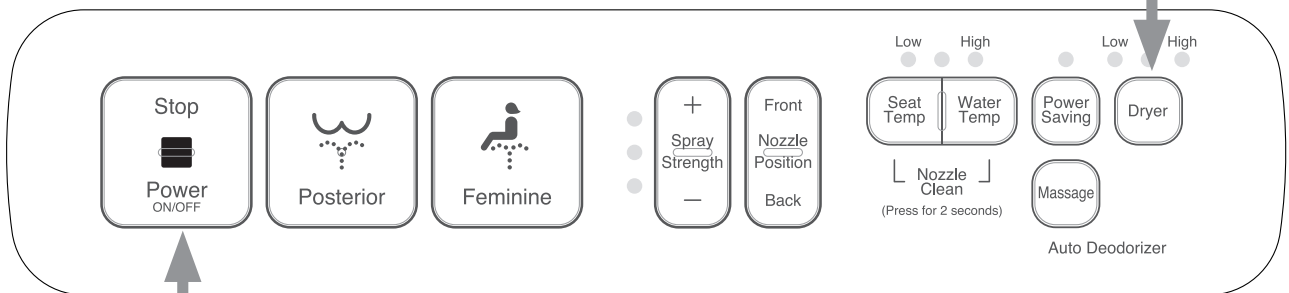 Stop
Power
ON/OFF
Posterior
Feminine
+
Spray
Strength
—
Front
Nozzle
Position
Back
Low High
Seat
Temp
Water
Temp
Nozzle
Clean
(Press for 2 seconds)
Power
Saving
Low High
Dryer
Massage
Auto Deodorizer